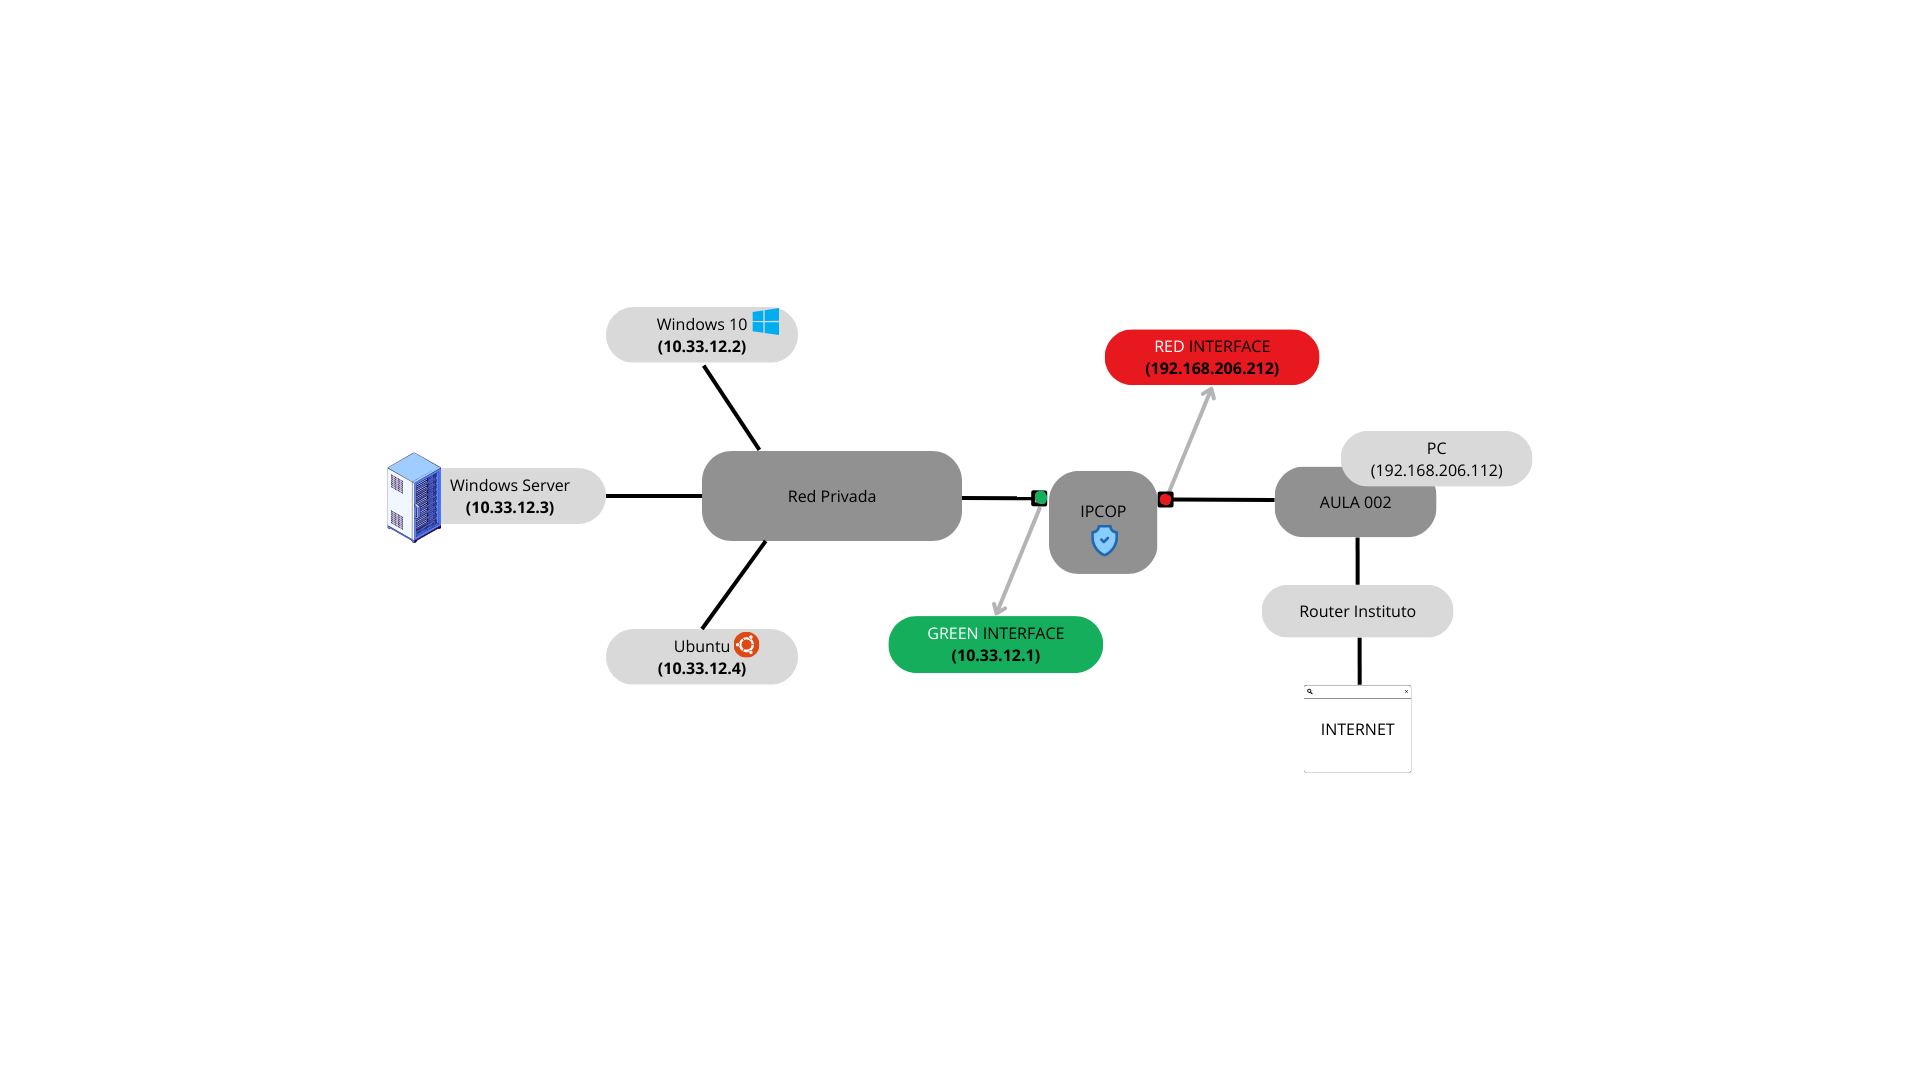 Windows 10
(10.33.12.2)
RED INTERFACE
(192.168.206.212)
PC
(192.168.206.112)
Windows Server
(10.33.12.3)
Red Privada
IPCOP
AULA 002
Router Instituto
Ubuntu
(10.33.12.4)
GREEN INTERFACE
(10.33.12.1)
INTERNET